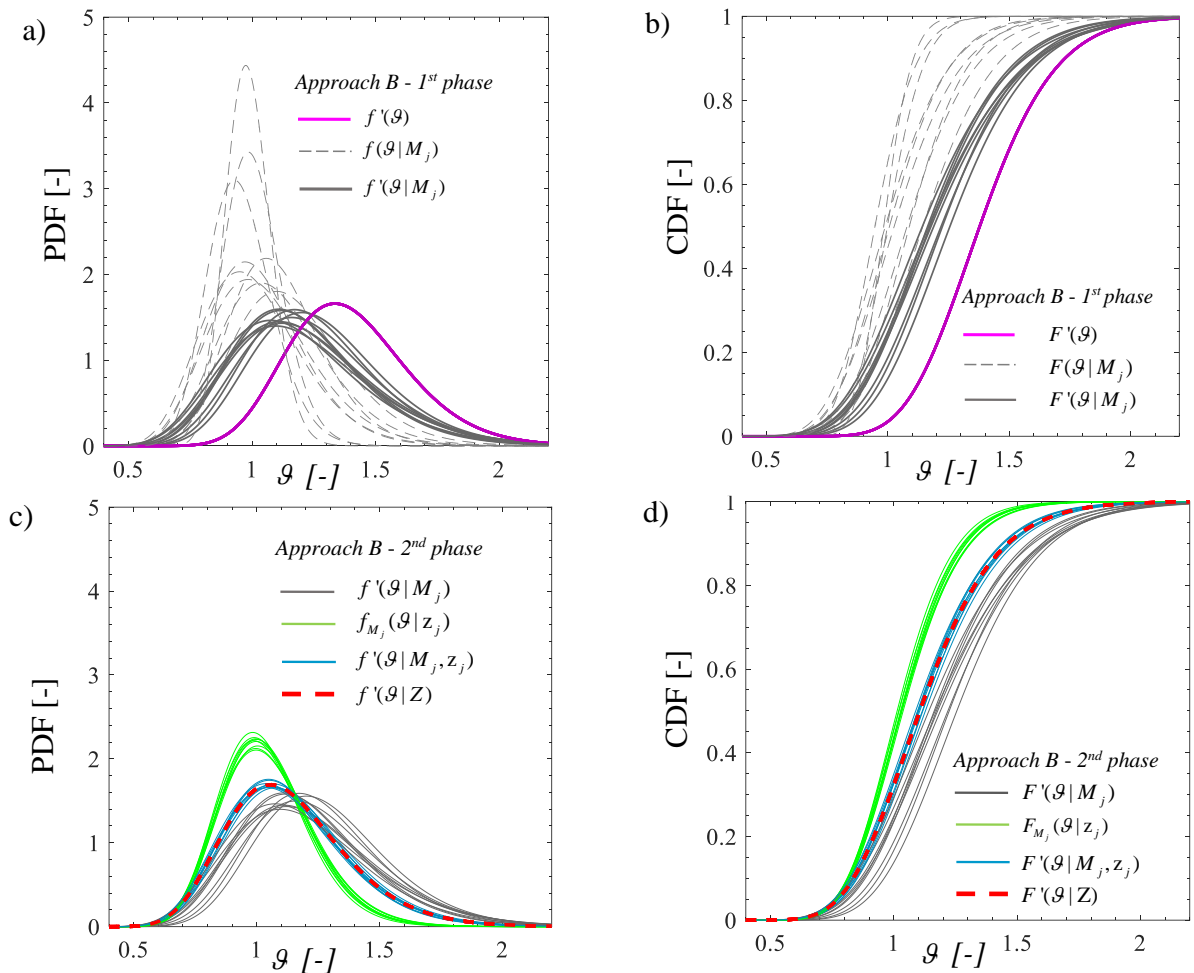 a)
5
4
3
2
1
0
PDF [-]
Approach B - 1st phase
f'(ϑ)
f(ϑ|Mj)
f'(ϑ|Mj)
0.5
1
1.5
2
ϑ [-]
b)
1
0.8
0.6
0.4
0.2
0
CDF [-]
Approach B - 1st phase
F'(ϑ)
F(ϑ|Mj)
F'(ϑ|Mj)
0.5
1
1.5
2
ϑ [-]
c)
5
4
3
2
1
0
PDF [-]
Approach B - 2nd phase
f'(ϑ|Mj)
fMj(ϑ|zj)
f'(ϑ|Mj,zj)
f'(ϑ|Z)
0.5
1
1.5
2
ϑ [-]
d)
1
0.8
0.6
0.4
0.2
0
CDF [-]
Approach B - 2nd phase
F'(ϑ|Mj)
FMj(ϑ|zj)
F'(ϑ|Mj,zj)
F'(ϑ|Z)
0.5
1
1.5
2
ϑ [-]